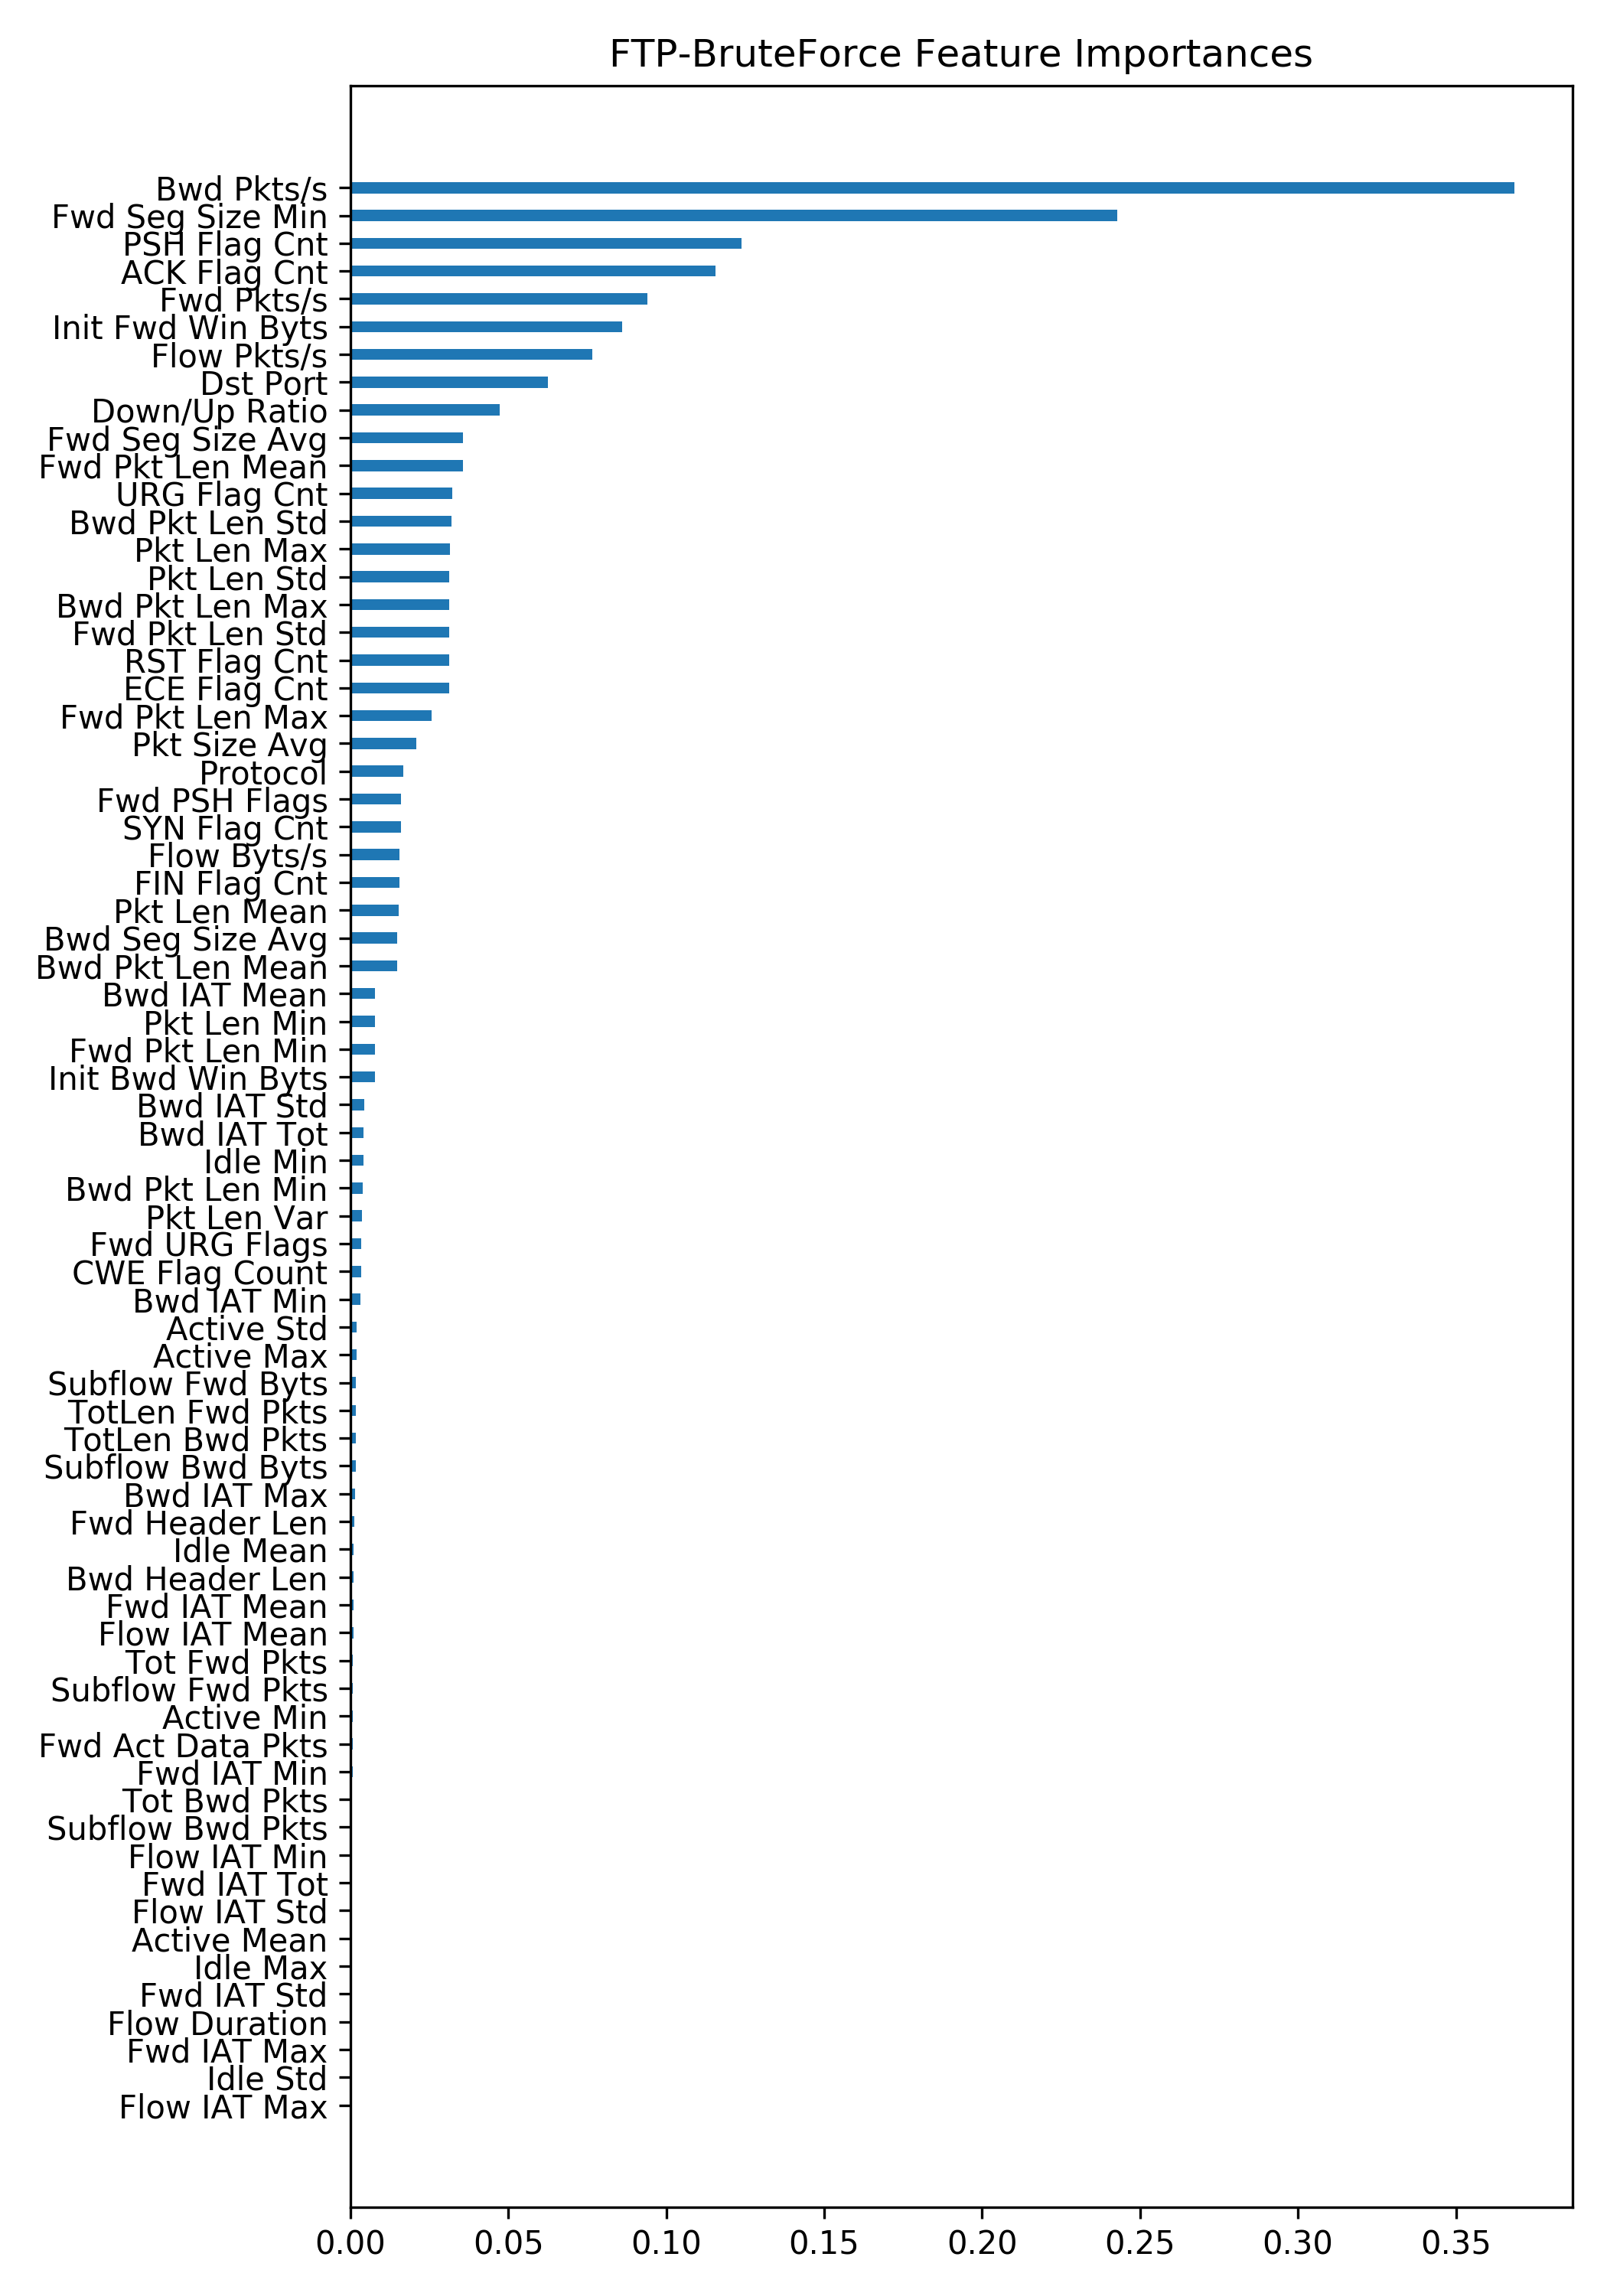 FTP-BruteForce Feature Importances
Bwd Pkts/s
Fwd Seg Size Min
PSH Flag Cnt
ACK Flag Cnt
Fwd Pkts/s
Init Fwd Win Byts
Flow Pkts/s
Dst Port
Down/Up Ratio
Fwd Seg Size Avg
Fwd Pkt Len Mean
URG Flag Cnt
Bwd Pkt Len Std
Pkt Len Max
Pkt Len Std
Bwd Pkt Len Max
Fwd Pkt Len Std
RST Flag Cnt
ECE Flag Cnt
Fwd Pkt Len Max
Pkt Size Avg
Protocol
Fwd PSH Flags
SYN Flag Cnt
Flow Byts/s
FIN Flag Cnt
Pkt Len Mean
Bwd Seg Size Avg
Bwd Pkt Len Mean
Bwd IAT Mean
Pkt Len Min
Fwd Pkt Len Min
Init Bwd Win Byts
Bwd IAT Std
Bwd IAT Tot
Idle Min
Bwd Pkt Len Min
Pkt Len Var
Fwd URG Flags
CWE Flag Count
Bwd IAT Min
Active Std
Active Max
Subflow Fwd Byts
TotLen Fwd Pkts
TotLen Bwd Pkts
Subflow Bwd Byts
Bwd IAT Max
Fwd Header Len
Idle Mean
Bwd Header Len
Fwd IAT Mean
Flow IAT Mean
Tot Fwd Pkts
Subflow Fwd Pkts
Active Min
Fwd Act Data Pkts
Fwd IAT Min
Tot Bwd Pkts
Subflow Bwd Pkts
Flow IAT Min
Fwd IAT Tot
Flow IAT Std
Active Mean
Idle Max
Fwd IAT Std
Flow Duration
Fwd IAT Max
Idle Std
Flow IAT Max
0.00 0.05 0.10 0.15 0.20 0.25 0.30 0.35